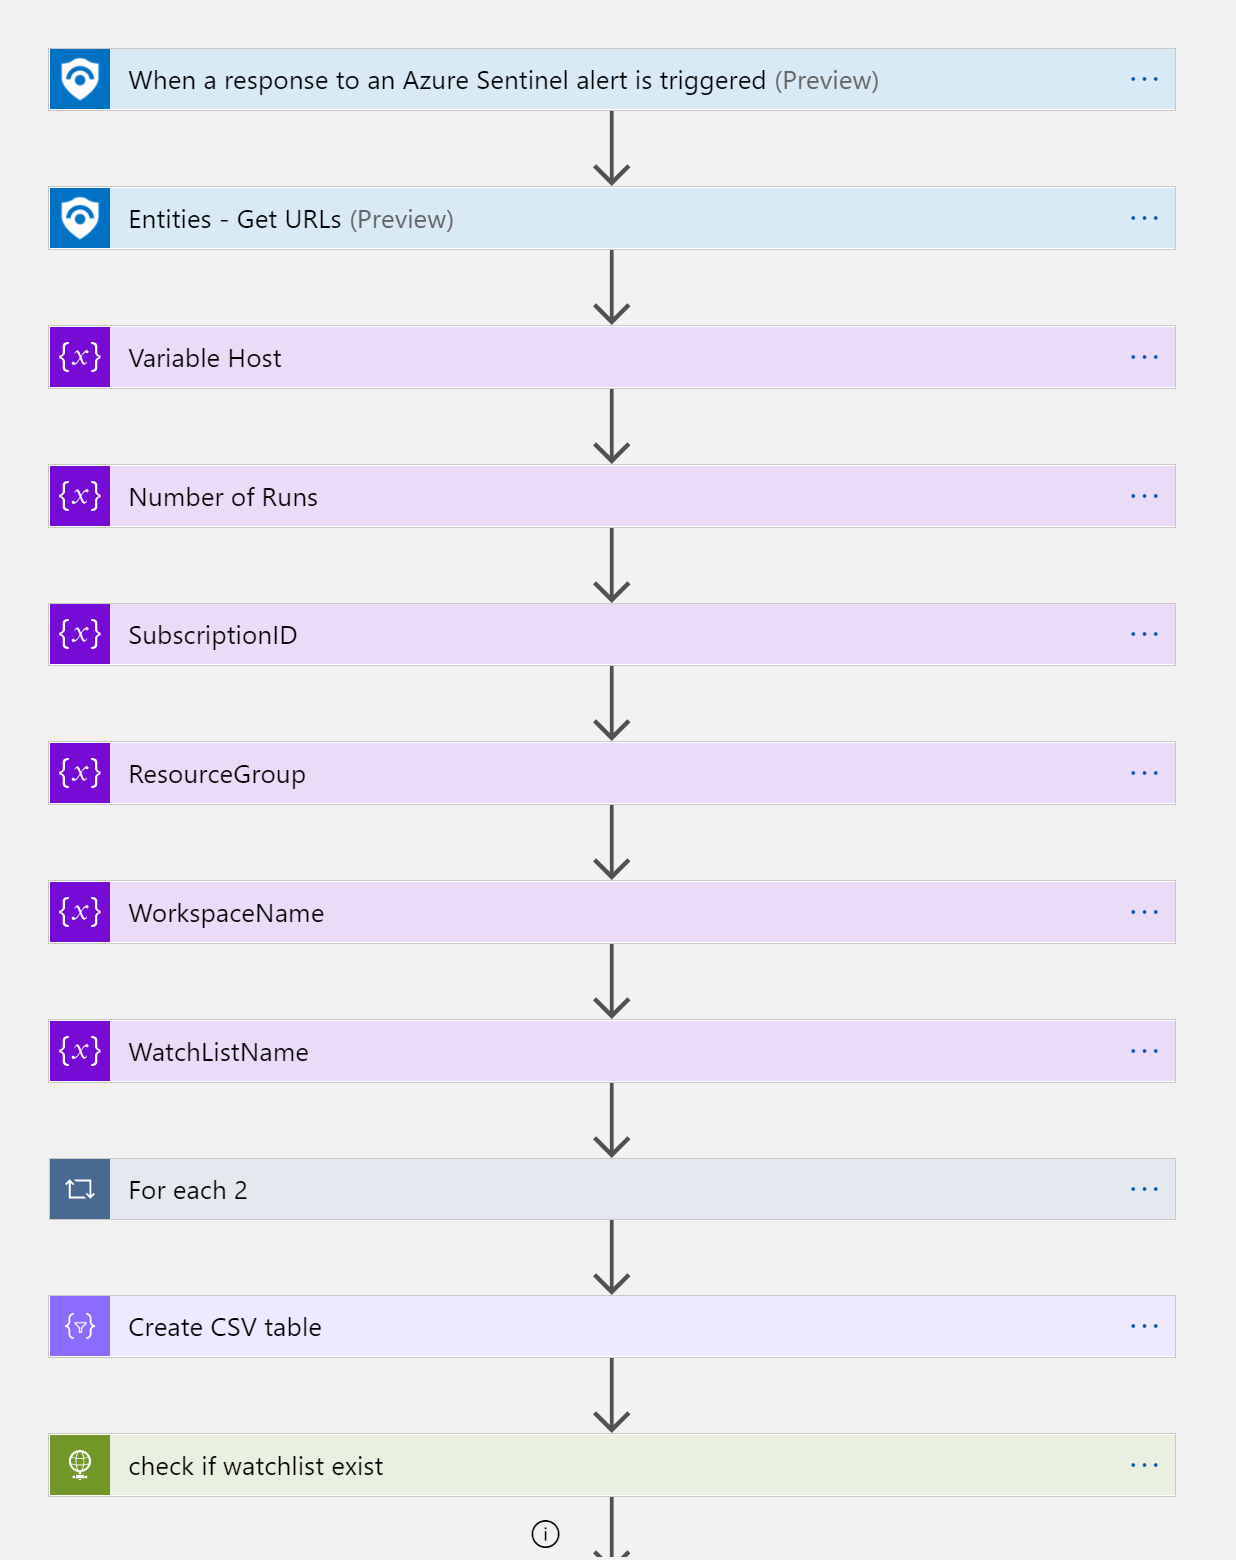 When a response to an Azure Sentinel alert is triggered (Preview)
Entities - Get URLs (Preview)
{x} Variable Host
{x} Number of Runs
{x} SubscriptionID
{x} ResourceGroup
{x} WorkspaceName
{x} WatchListName
For each 2
Create CSV table
check if watchlist exist
i